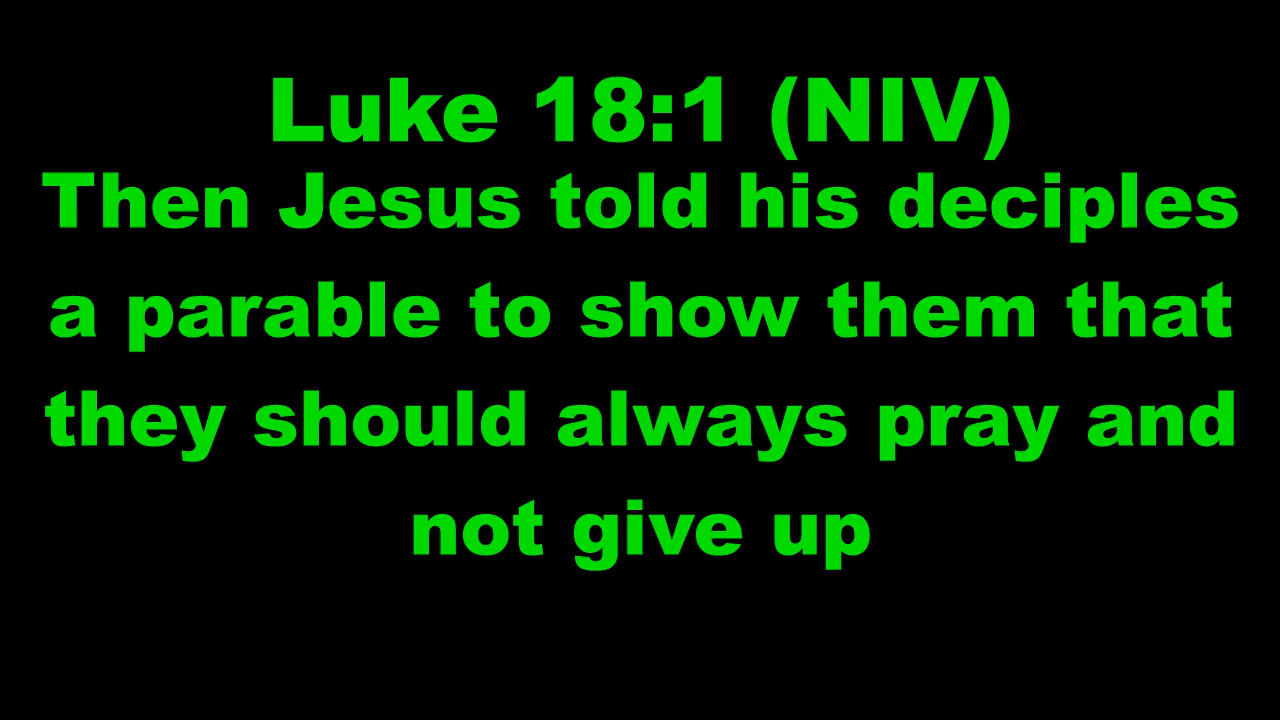 Luke 18:1 (NIV)
Then Jesus told his deciples
a parable to show them that
they should always pray and
not give up